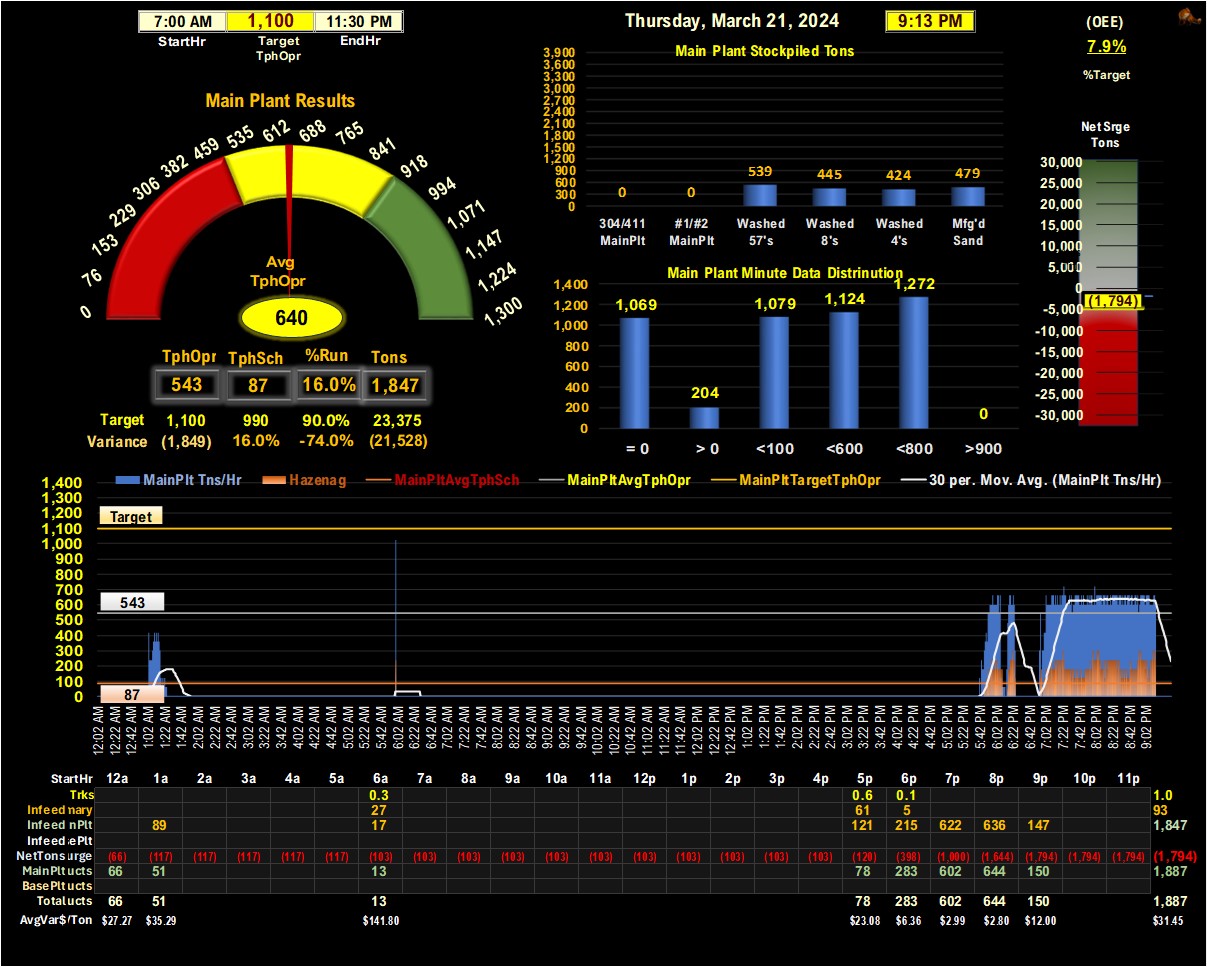 7:00 AM 1,100 11:30 PM
StartHr Target TphOpr EndHr
Thursday, March 21, 2024 9:13 PM
(OEE)
7.9%
%Target
Main Plant Results
0 76 153 229 306 382 459 535 612 688 765 841 918 994 1,071 1,147 1,224 1,300
Avg
TphOpr
640
TphOpr TphSch %Run Tons
543 87 16.0% 1,847
Target 1,100 990 90.0% 23,375
Variance (1,849) 16.0% -74.0% (21,528)
Main Plant Stockpiled Tons
3,900
3,600
3,300
3,000
2,700
2,400
2,100
1,800
1,500
1,200
900
600
300
0
0 0 539 445 424 479
304/411 #1/#2 Washed Washed Washed Mfg'd
MainPlt MainPlt 57's 8's 4's Sand
Main Plant Minute Data Distrinution
1,400
1,200
1,000
800
600
400
200
0
1,069 204 1,079 1,124 1,272 0
= 0 > 0 <100 <600 <800 >900
Net Srge
Tons
30,000
25,000
20,000
15,000
10,000
5,000
0
-5,000
-10,000
-15,000
-20,000
-25,000
-30,000
(1,794)
MainPlt Tns/Hr Hazenag MainPltAvgTphSch MainPltAvgTphOpr MainPltTargetTphOpr 30 per. Mov. Avg. (MainPlt Tns/Hr)
1,400
1,300
1,200
1,100
1,000
900
800
700
600
500
400
300
200
100
0
Target
543
87
12:02 AM 12:22 AM 12:42 AM 1:02 AM 1:22 AM 1:42 AM 2:02 AM 2:22 AM 2:42 AM 3:02 AM 3:22 AM 3:42 AM 4:02 AM 4:22 AM 4:42 AM 5:02 AM 5:22 AM 5:42 AM 6:02 AM 6:22 AM 6:42 AM 7:02 AM 7:22 AM 7:42 AM 8:02 AM 8:22 AM 8:42 AM 9:02 AM 9:22 AM 9:42 AM 10:02 AM 10:22 AM 10:42 AM 11:02 AM 11:22 AM 11:42 AM 12:02 PM 12:22 PM 12:42 PM 1:02 PM 1:22 PM 1:42 PM 2:02 PM 2:22 PM 2:42 PM 3:02 PM 3:22 PM 3:42 PM 4:02 PM 4:22 PM 4:42 PM 5:02 PM 5:22 PM 5:42 PM 6:02 PM 6:22 PM 6:42 PM 7:02 PM 7:22 PM 7:42 PM 8:02 PM 8:22 PM 8:42 PM 9:02 PM
StartHr 12a 1a 2a 3a 4a 5a 6a 7a 8a 9a 10a 11a 12p 1p 2p 3p 4p 5p 6p 7p 8p 9p 10p 11p
Trks 0.3 0.6 0.1 1.0
Infeed nary 27 61 5 93
Infeed nPlt 89 17 121 215 622 636 147 1,847
Infeed ePlt
NetTons urge (66) (117) (117) (117) (117) (117) (103) (103) (103) (103) (103) (103) (103) (103) (103) (103) (103) (120) (398) (1,000) (1,644) (1,794) (1,794) (1,794) (1,794)
MainPlt ucts 66 51 13 78 283 602 644 150 1,887
BasePlt ucts
Total ucts 66 51 13 78 283 602 644 150 1,887
AvgVar$/Ton $27.27 $35.29 $141.80 $23.08 $6.36 $2.99 $2.80 $12.00 $31.45